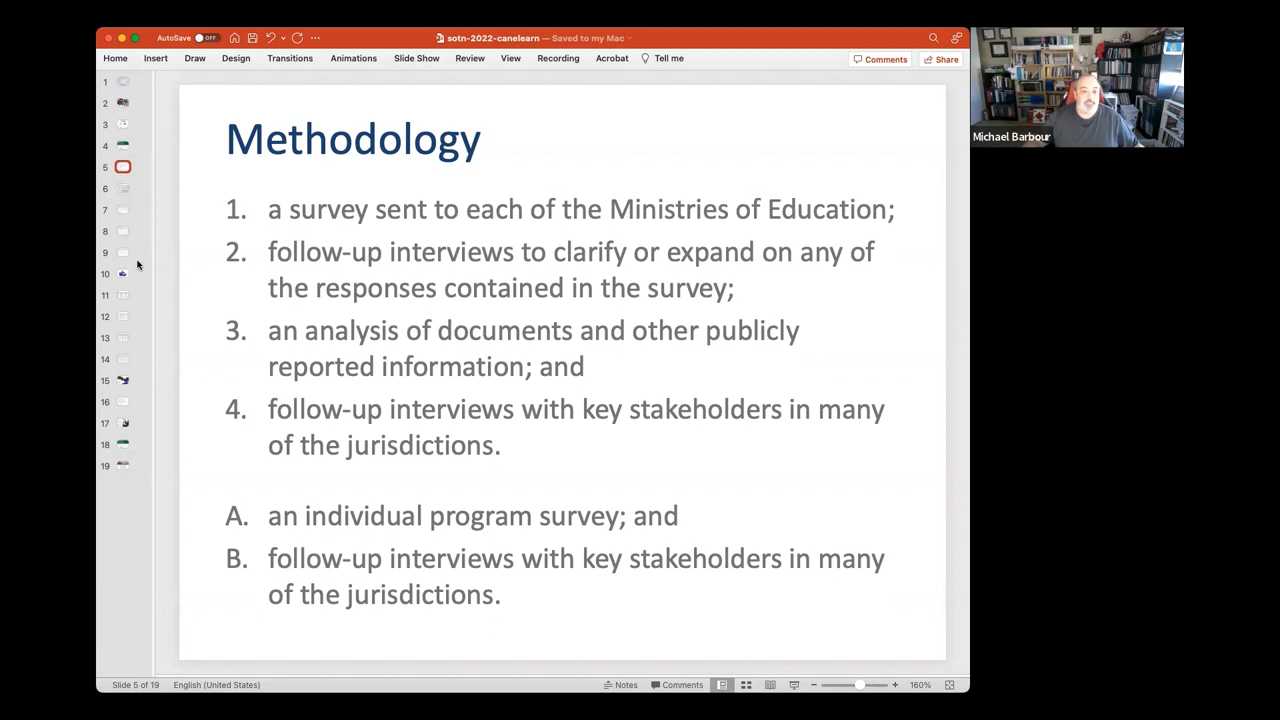 AutoSave OFF
sotn-2022-canelearn — Saved to my Mac
Home Insert Draw Design Transitions Animations Slide Show Review View Recording Acrobat Tell me
Comments Share
1
2
3
4
5
6
7
8
9
10
11
12
13
14
15
16
17
18
19
Methodology
1. a survey sent to each of the Ministries of Education;
2. follow-up interviews to clarify or expand on any of
the responses contained in the survey;
3. an analysis of documents and other publicly
reported information; and
4. follow-up interviews with key stakeholders in many
of the jurisdictions.
A. an individual program survey; and
B. follow-up interviews with key stakeholders in many
of the jurisdictions.
Michael Barbour
Slide 5 of 19 English (United States) Notes Comments 160%